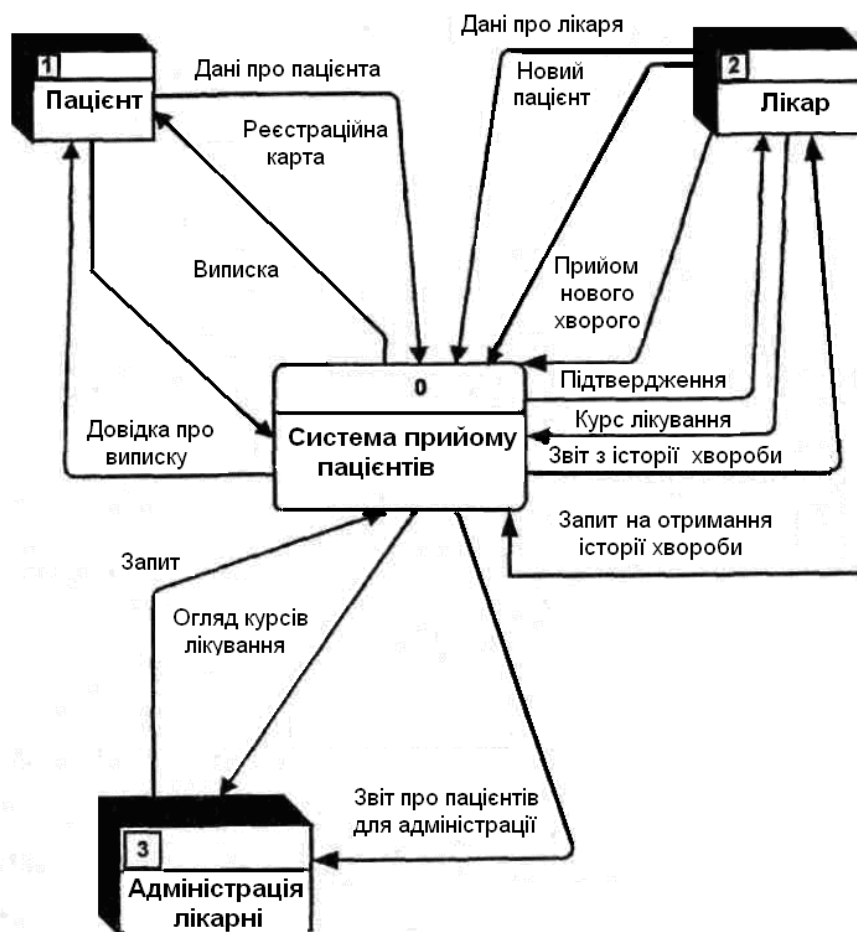 1
Пацієнт
Дані про пацієнта
Реєстраційна
карта
Дані про лікаря
Новий
пацієнт
2
Лікар
Виписка
Прийом
нового
хворого
0
Система прийому
пацієнтів
Підтвердження
Курс лікування
Звіт з історії хвороби
Довідка про
виписку
Запит на отримання
історії хвороби
Запит
Огляд курсів
лікування
Звіт про пацієнтів
для адміністрації
3
Адміністрація
лікарні